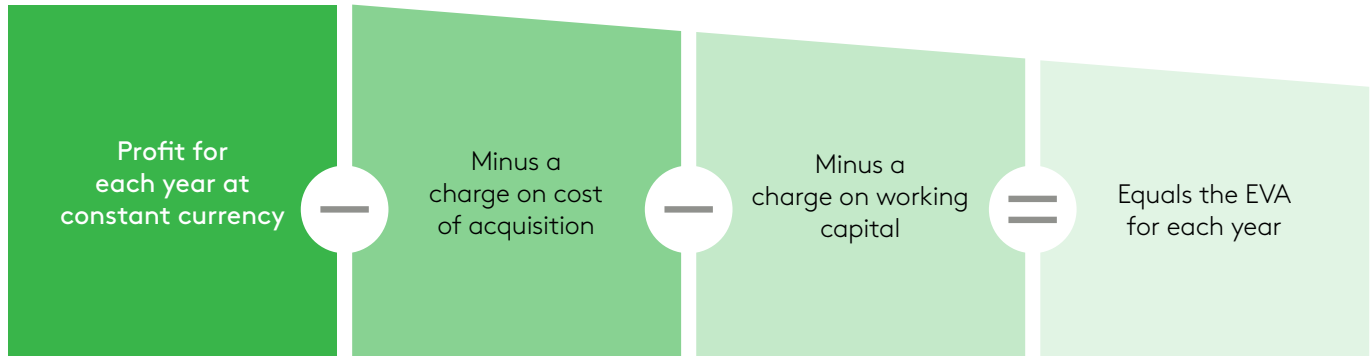 Profit for
each year at
constant currency
Minus a
charge on cost
of acquisition
Minus a
charge on working
capital
Equals the EVA
for each year